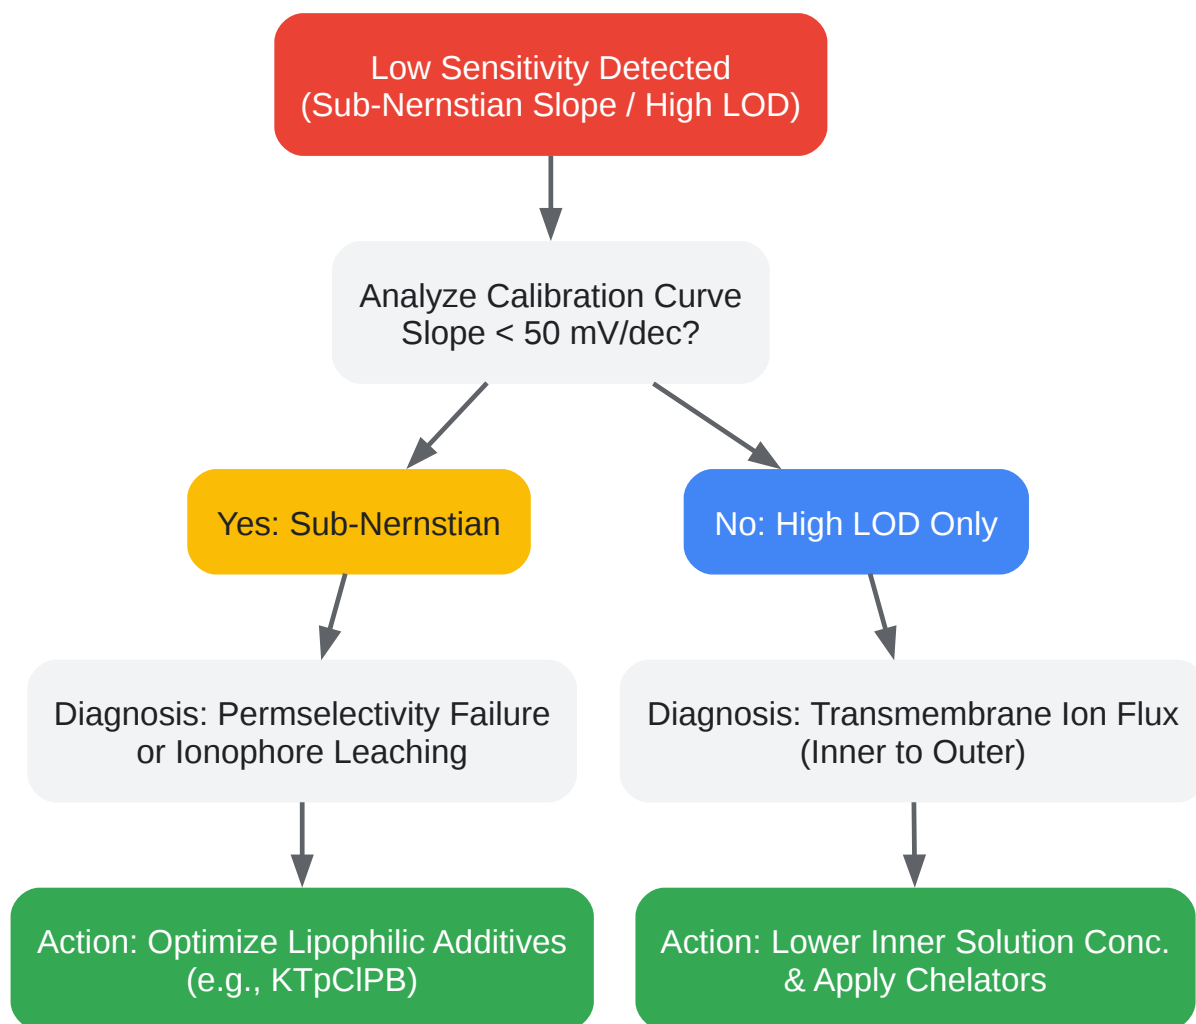 Low Sensitivity Detected
(Sub-Nernstian Slope / High LOD)
Analyze Calibration Curve
Slope < 50 mV/dec?
Yes: Sub-Nernstian
No: High LOD Only
Diagnosis: Permselectivity Failure
or Ionophore Leaching
Diagnosis: Transmembrane Ion Flux
(Inner to Outer)
Action: Optimize Lipophilic Additives
(e.g., KTpClPB)
Action: Lower Inner Solution Conc.
& Apply Chelators